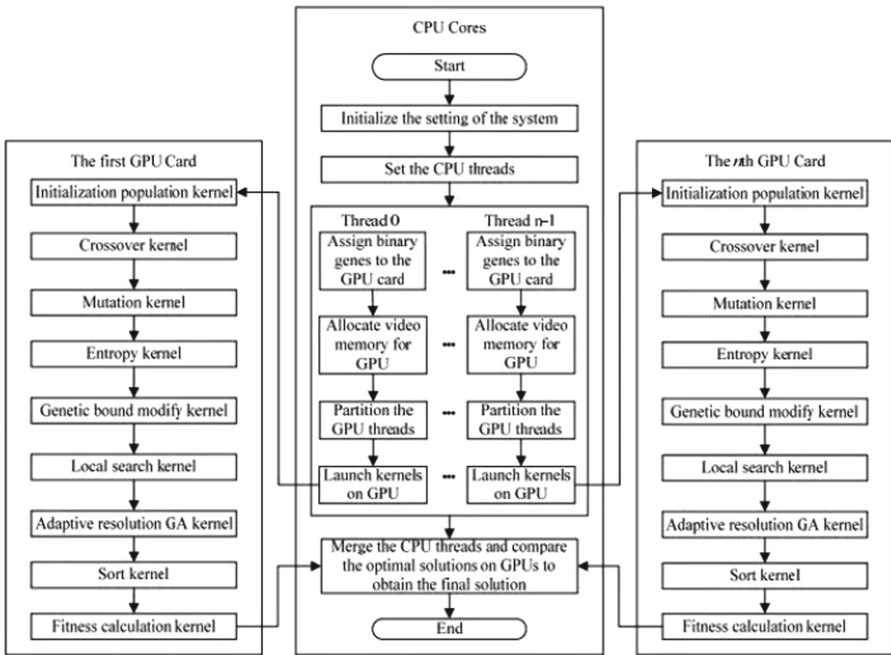 CPU Cores
Start
Initialize the setting of the system
Set the CPU threads
Thread 0
Assign binary
genes to the
GPU card
Allocate video
memory for
GPU
Partition the
GPU threads
Launch kernels
on GPU
...
...
...
...
Thread n-1
Assign binary
genes to the
GPU card
Allocate video
memory for
GPU
Partition the
GPU threads
Launch kernels
on GPU
Merge the CPU threads and compare
the optimal solutions on GPUs to
obtain the final solution
End
The first GPU Card
Initialization population kernel
Crossover kernel
Mutation kernel
Entropy kernel
Genetic bound modify kernel
Local search kernel
Adaptive resolution GA kernel
Sort kernel
Fitness calculation kernel
The nth GPU Card
Initialization population kernel
Crossover kernel
Mutation kernel
Entropy kernel
Genetic bound modify kernel
Local search kernel
Adaptive resolution GA kernel
Sort kernel
Fitness calculation kernel